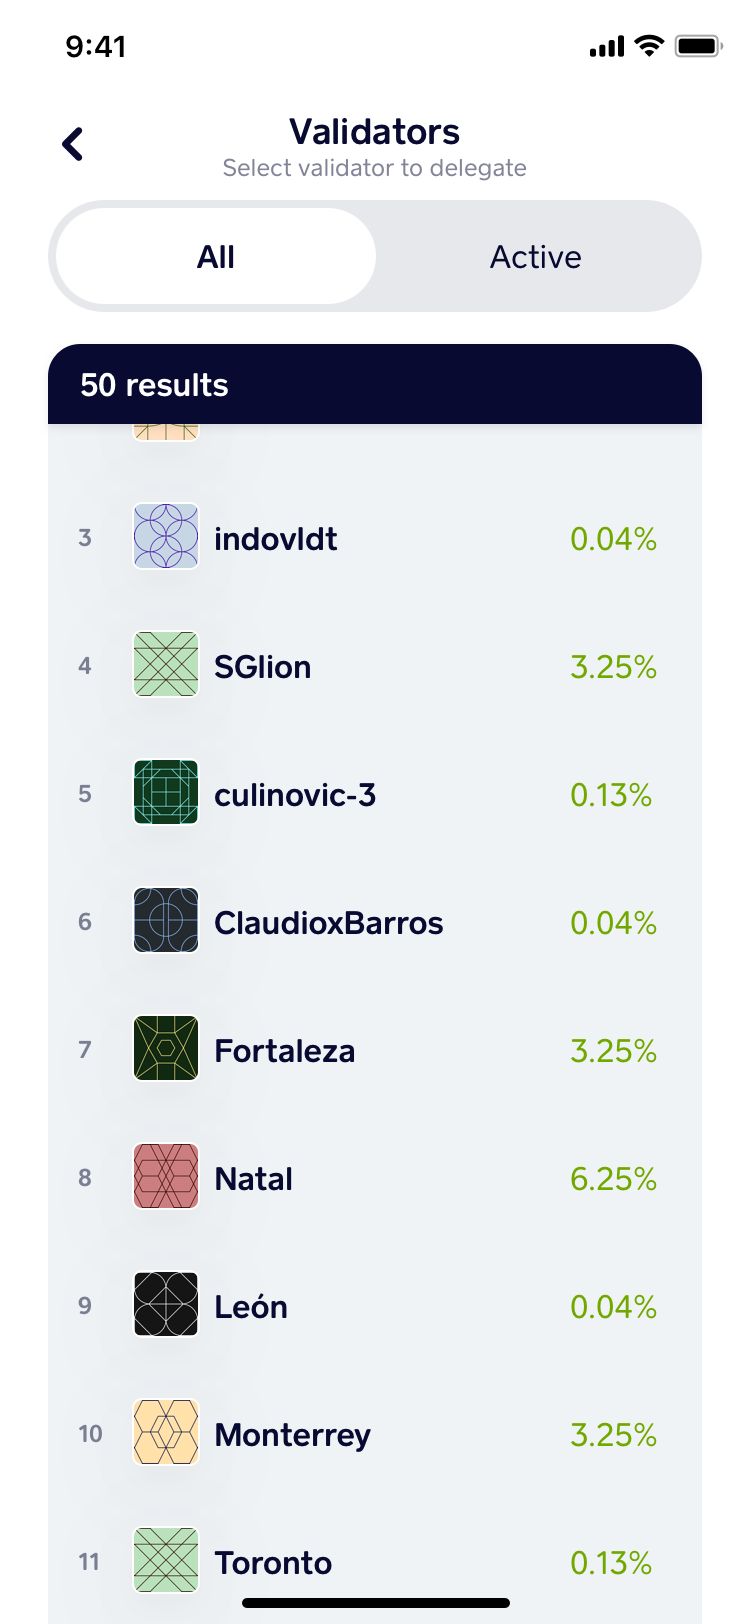 9:41
Validators
Select validator to delegate
All Active
50 results
3 indovldt 0.04%
4 SGlion 3.25%
5 culinovic-3 0.13%
6 ClaudioxBarros 0.04%
7 Fortaleza 3.25%
8 Natal 6.25%
9 León 0.04%
10 Monterrey 3.25%
11 Toronto 0.13%